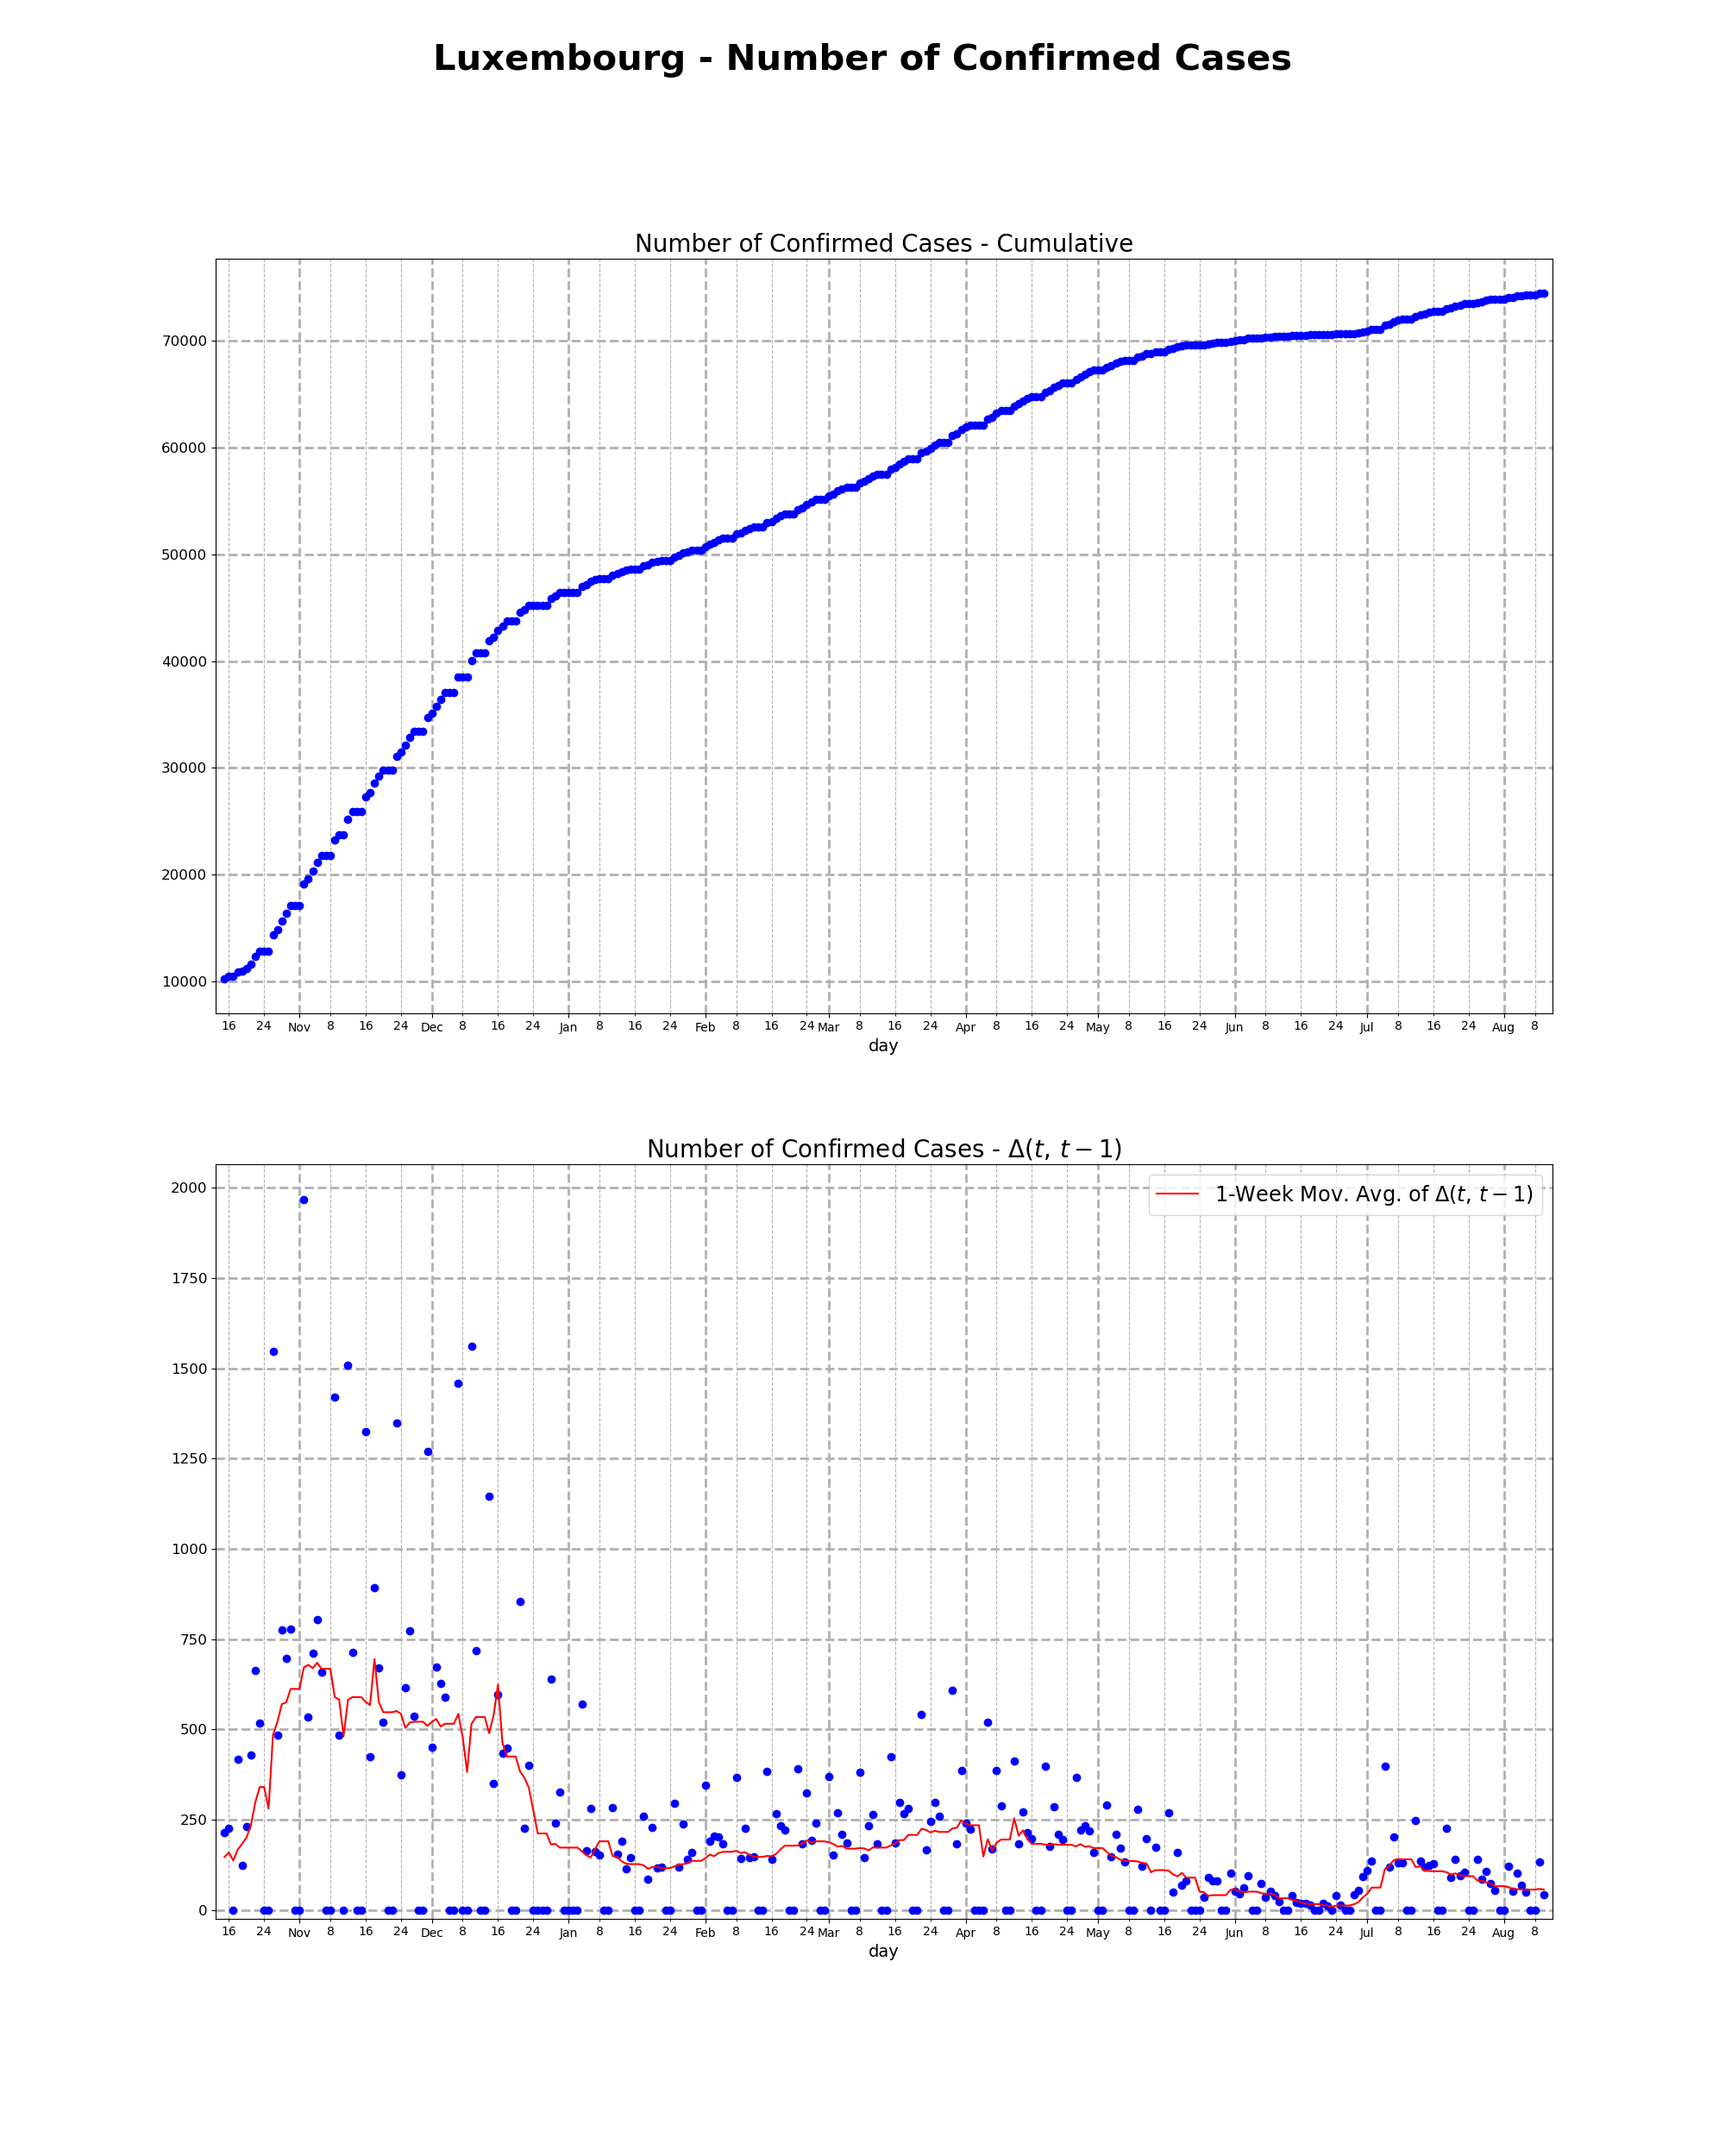 Luxembourg - Number of Confirmed Cases
Number of Confirmed Cases - Cumulative
70000
60000
50000
40000
30000
20000
10000
16 24 Nov 8 16 24 Dec 8 16 24 Jan 8 16 24 Feb 8 16 24 Mar 8 16 24 Apr 8 16 24 May 8 16 24 Jun 8 16 24 Jul 8 16 24 Aug 8
day
Number of Confirmed Cases - Δ(t, t − 1)
1-Week Mov. Avg. of Δ(t, t − 1)
2000
1750
1500
1250
1000
750
500
250
0
16 24 Nov 8 16 24 Dec 8 16 24 Jan 8 16 24 Feb 8 16 24 Mar 8 16 24 Apr 8 16 24 May 8 16 24 Jun 8 16 24 Jul 8 16 24 Aug 8
day